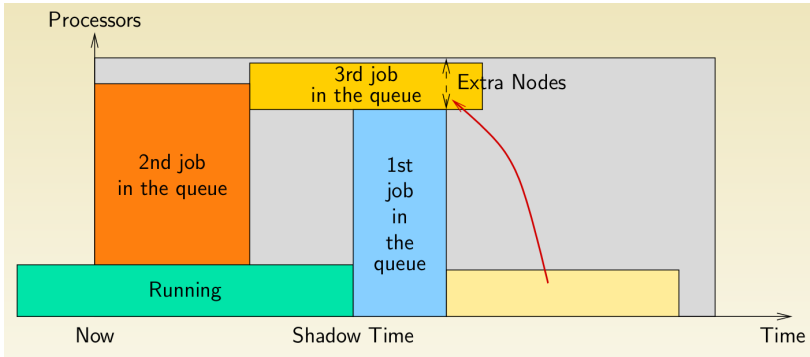 Processors
3rd job
in the queue
Extra Nodes
2nd job
in the queue
1st
job
in
the
queue
Running
Now
Shadow Time
Time